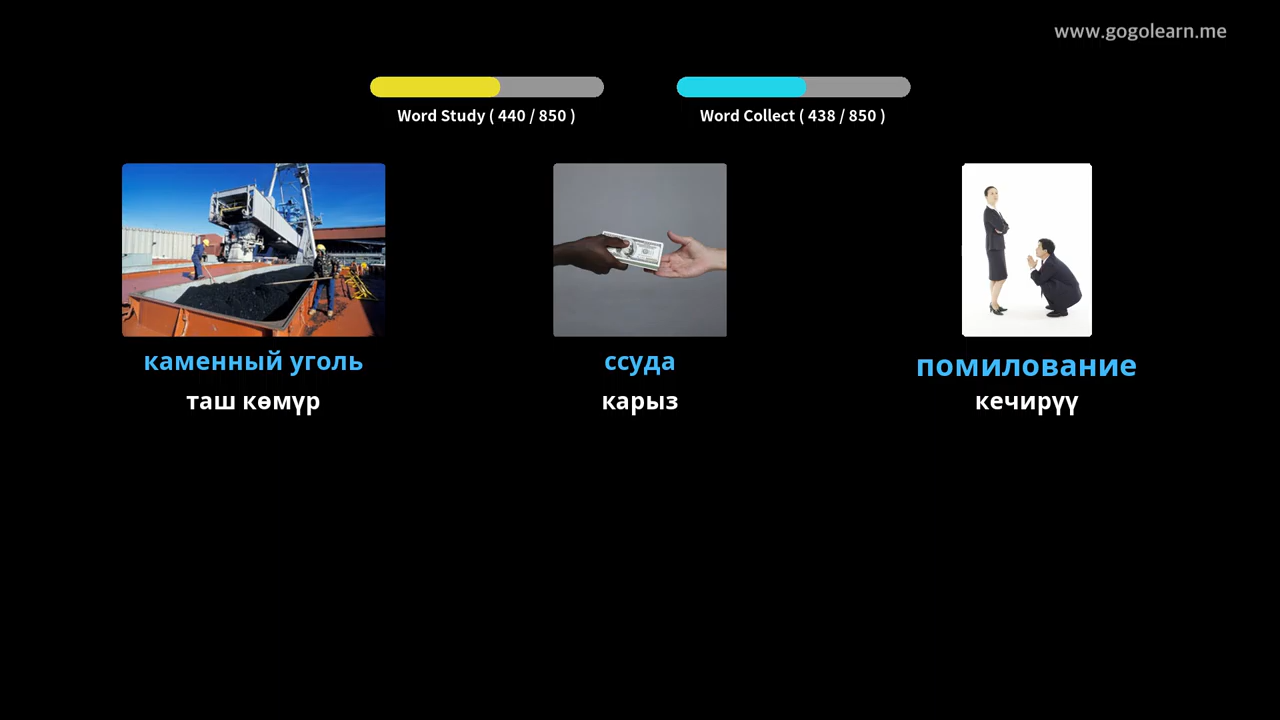 www.gogolearn.me
Word Study ( 440 / 850 )
Word Collect ( 438 / 850 )
каменный уголь
ссуда
помилование
таш көмүр
карыз
кечирүү